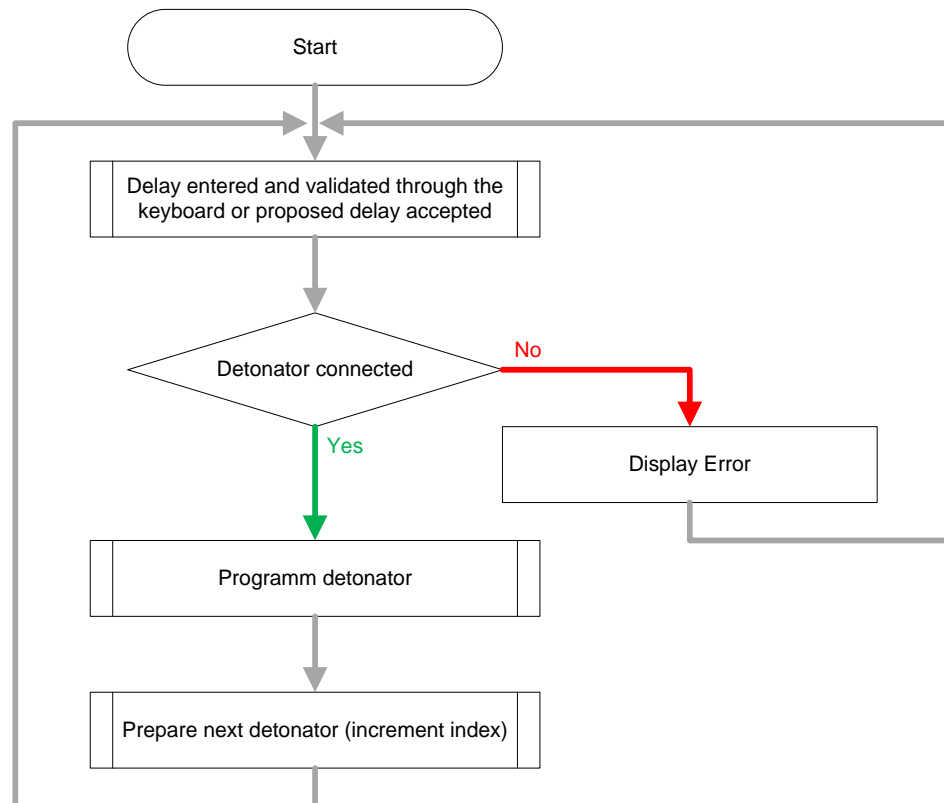 Start
Delay entered and validated through the
keyboard or proposed delay accepted
Detonator connected
No
Yes
Display Error
Programm detonator
Prepare next detonator (increment index)